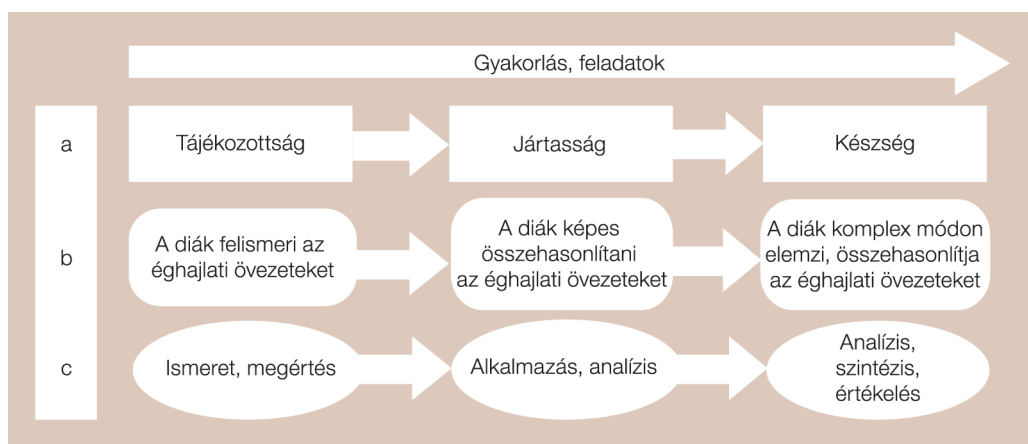 Gyakorlás, feladatok
a
Tájékozottság
Jártasság
Készség
b
A diák felismeri az
éghajlati övezeteket
A diák képes
összehasonlítani
az éghajlati övezeteket
A diák komplex módon
elemzi, összehasonlítja
az éghajlati övezeteket
c
Ismeret, megértés
Alkalmazás, analízis
Analízis,
szintézis,
értékelés